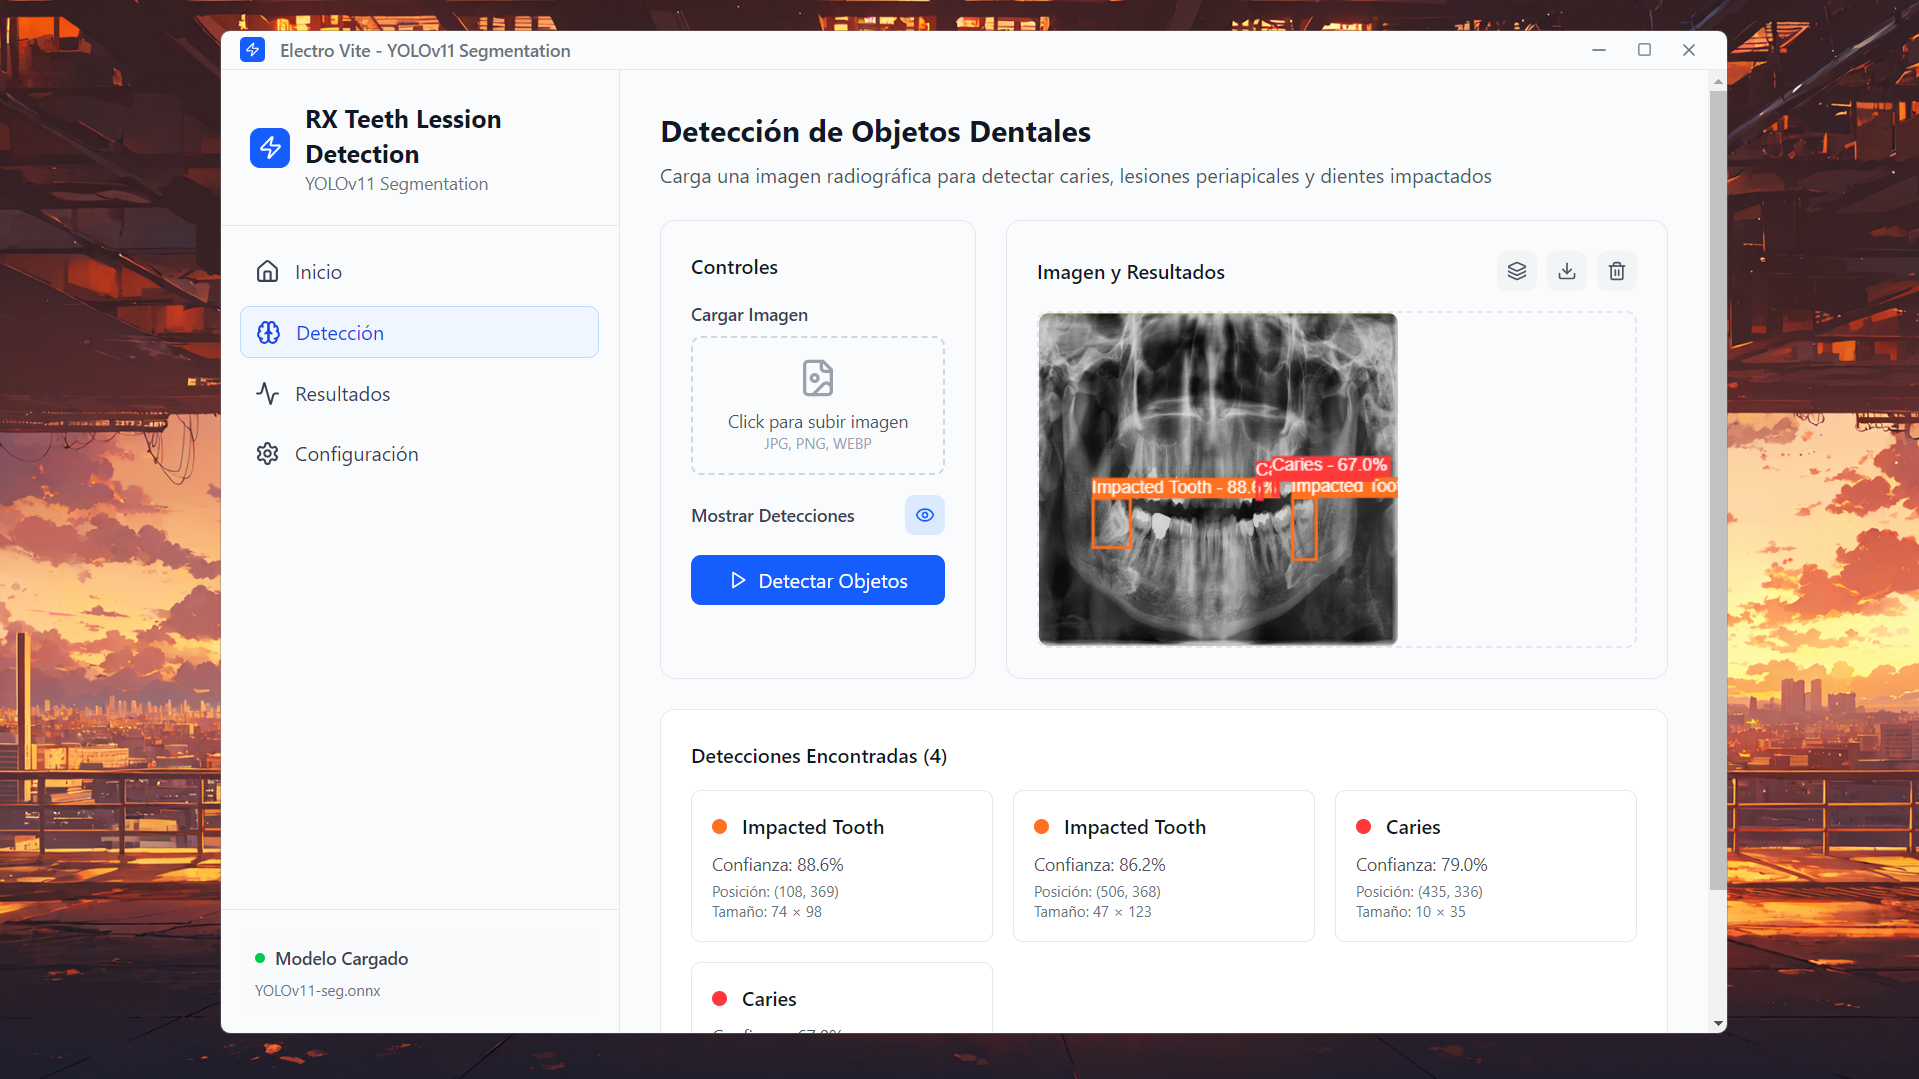 Electro Vite - YOLOv11 Segmentation
RX Teeth Lession
Detection
YOLOv11 Segmentation
Inicio
Detección
Resultados
Configuración
Modelo Cargado
YOLOv11-seg.onnx
Detección de Objetos Dentales
Carga una imagen radiográfica para detectar caries, lesiones periapicales y dientes impactados
Controles
Cargar Imagen
Click para subir imagen
JPG, PNG, WEBP
Mostrar Detecciones
Detectar Objetos
Imagen y Resultados
Caries - 67.0%
Impacted Tooth - 88.6%
Impacted Too
Detecciones Encontradas (4)
Impacted Tooth
Confianza: 88.6%
Posición: (108, 369)
Tamaño: 74 × 98
Impacted Tooth
Confianza: 86.2%
Posición: (506, 368)
Tamaño: 47 × 123
Caries
Confianza: 79.0%
Posición: (435, 336)
Tamaño: 10 × 35
Caries
Confianza: 67.0%